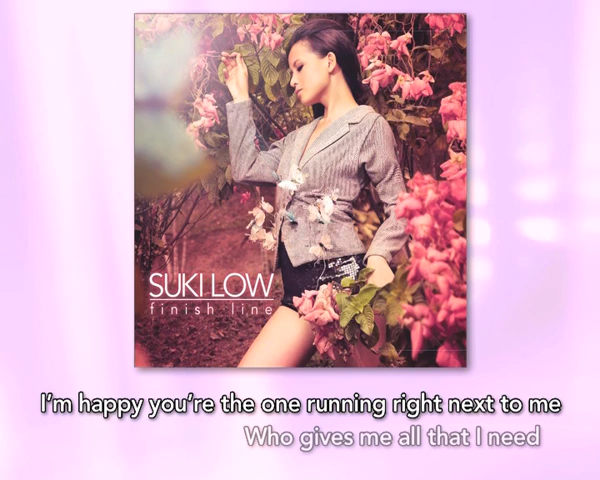 SUKI LOW
finish line
I'm happy you're the one running right next to me
Who gives me all that I need